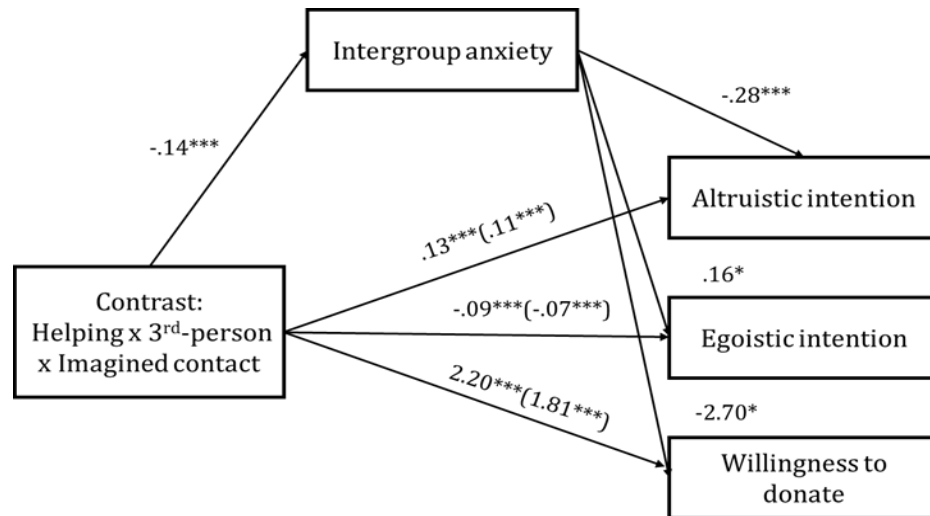 Intergroup anxiety
-.28***
-.14***
Altruistic intention
.13***(.11***)
.16*
Contrast:
Helping x 3rd-person
x Imagined contact
-.09***(-.07***)
Egoistic intention
2.20***(1.81***)
-2.70*
Willingness to
donate